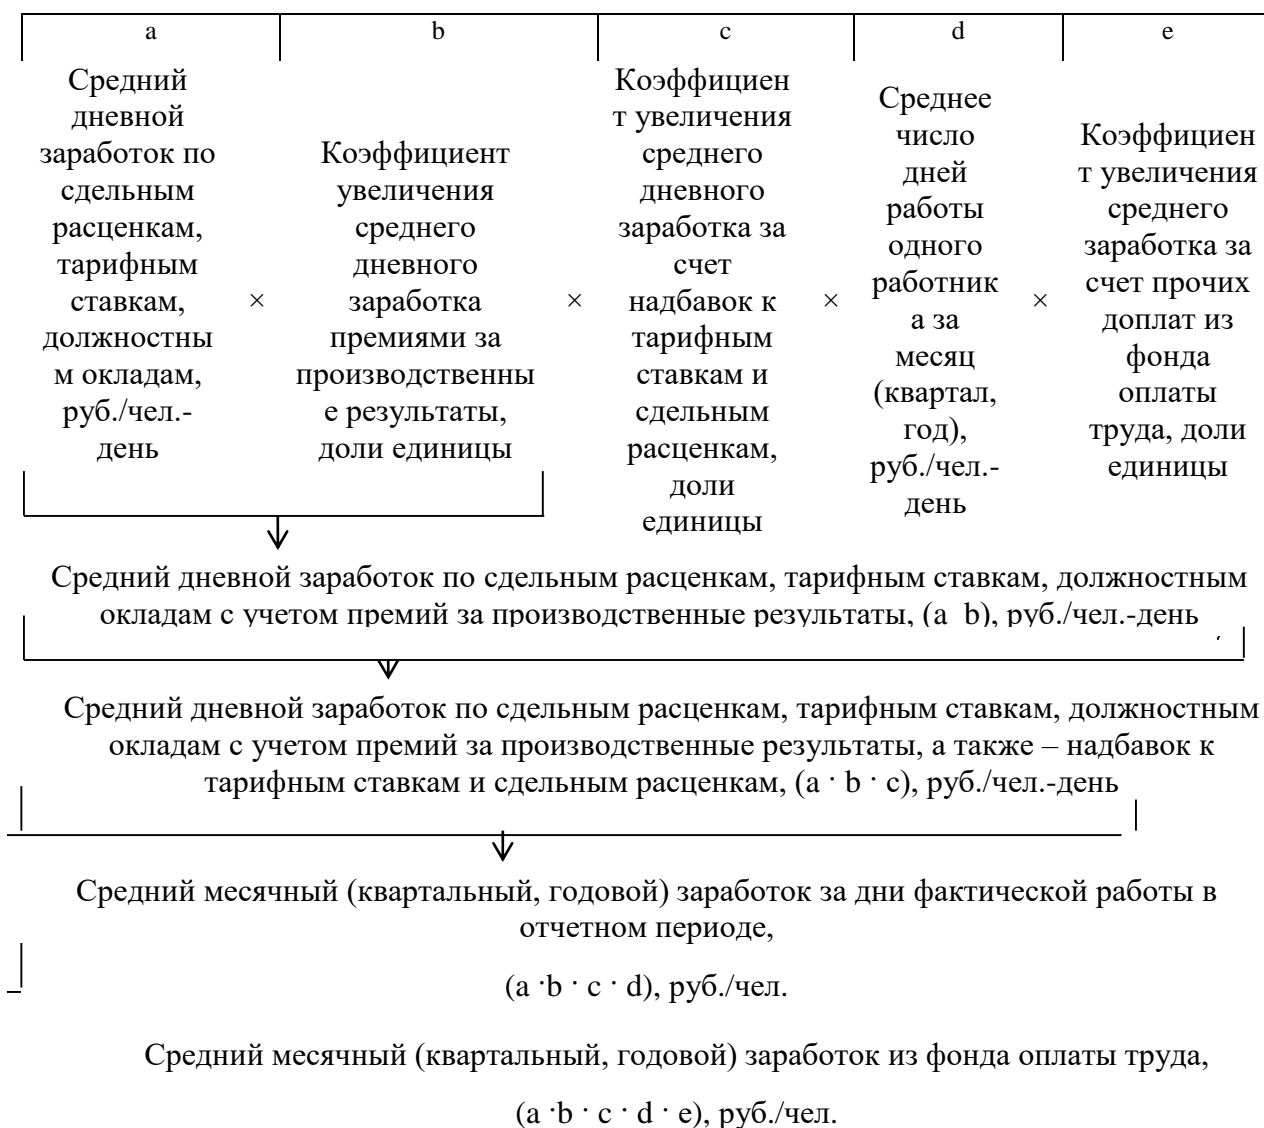 a b c d e
Средний
дневной
заработок по
сдельным
расценкам,
тарифным
ставкам,
должностны
м окладам,
руб./чел.-
день
×
Коэффициент
увеличения
среднего
дневного
заработка
премиями за
производственны
е результаты,
доли единицы
×
Коэффициен
т увеличения
среднего
дневного
заработка за
счет
надбавок к
тарифным
ставкам и
сдельным
расценкам,
доли
единицы
×
Среднее
число
дней
работы
одного
работник
а за
месяц
(квартал,
год),
руб./чел.-
день
×
Коэффициен
т увеличения
среднего
заработка за
счет прочих
доплат из
фонда
оплаты
труда, доли
единицы
Средний дневной заработок по сдельным расценкам, тарифным ставкам, должностным
окладам с учетом премий за производственные результаты, (a b), руб./чел.-день
Средний дневной заработок по сдельным расценкам, тарифным ставкам, должностным
окладам с учетом премий за производственные результаты, а также – надбавок к
тарифным ставкам и сдельным расценкам, (a · b · c), руб./чел.-день
Средний месячный (квартальный, годовой) заработок за дни фактической работы в
отчетном периоде,
(a ·b · c · d), руб./чел.
Средний месячный (квартальный, годовой) заработок из фонда оплаты труда,
(a ·b · c · d · e), руб./чел.